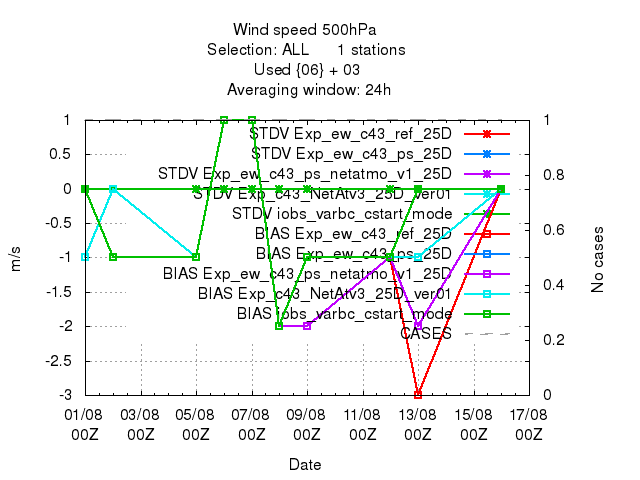 Wind speed 500hPa
Selection: ALL 1 stations
Used {06} + 03
Averaging window: 24h
1 1
STDV Exp_ew_c43_ref_25D
0.5 STDV Exp_ew_c43_ps_25D 0.8
STDV Exp_ew_c43_ps_netatmo_v1_25D
0 STDV Exp_c43_NetAtv3_25D_ver01
STDV iobs_varbc_cstart_mode
-0.5 0.6
BIAS Exp_ew_c43_ref_25D
-1 BIAS Exp_ew_c43_ps_25D
BIAS Exp_ew_c43_ps_netatmo_v1_25D
-1.5 BIAS Exp_c43_NetAtv3_25D_ver01 0.4
BIAS iobs_varbc_cstart_mode
-2 0.2
CASES
-2.5
-3 0
m/s
No cases
01/08 03/08 05/08 07/08 09/08 11/08 13/08 15/08 17/08
00Z 00Z 00Z 00Z 00Z 00Z 00Z 00Z 00Z
Date